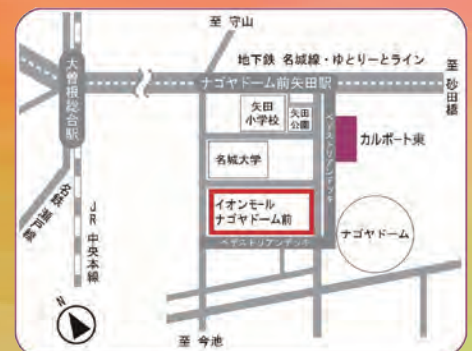 至 守山
地下鉄 名城線・ゆとりーとライン
至 砂田橋
大曽根総合駅
ナゴヤドーム前矢田駅
矢田
小学校
矢田
公園
ペデストリアンデッキ
カルポート東
名城大学
イオンモール
ナゴヤドーム前
ナゴヤドーム
ペデストリアンデッキ
名鉄 瀬戸線
JR 中央本線
N
至 今池